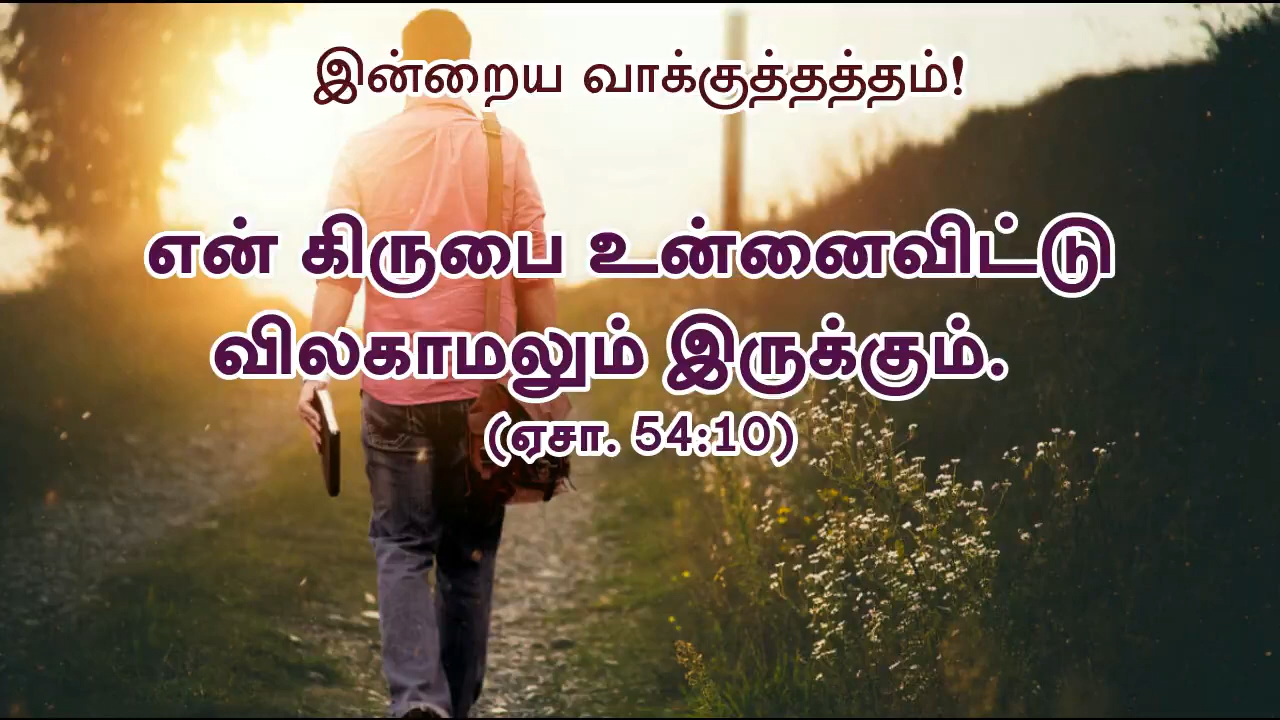 இன்றைய வாக்குத்தத்தம்!
என் கிருபை உன்னைவிட்டு
விலகாமலும் இருக்கும்.
(ஏசா. 54:10)